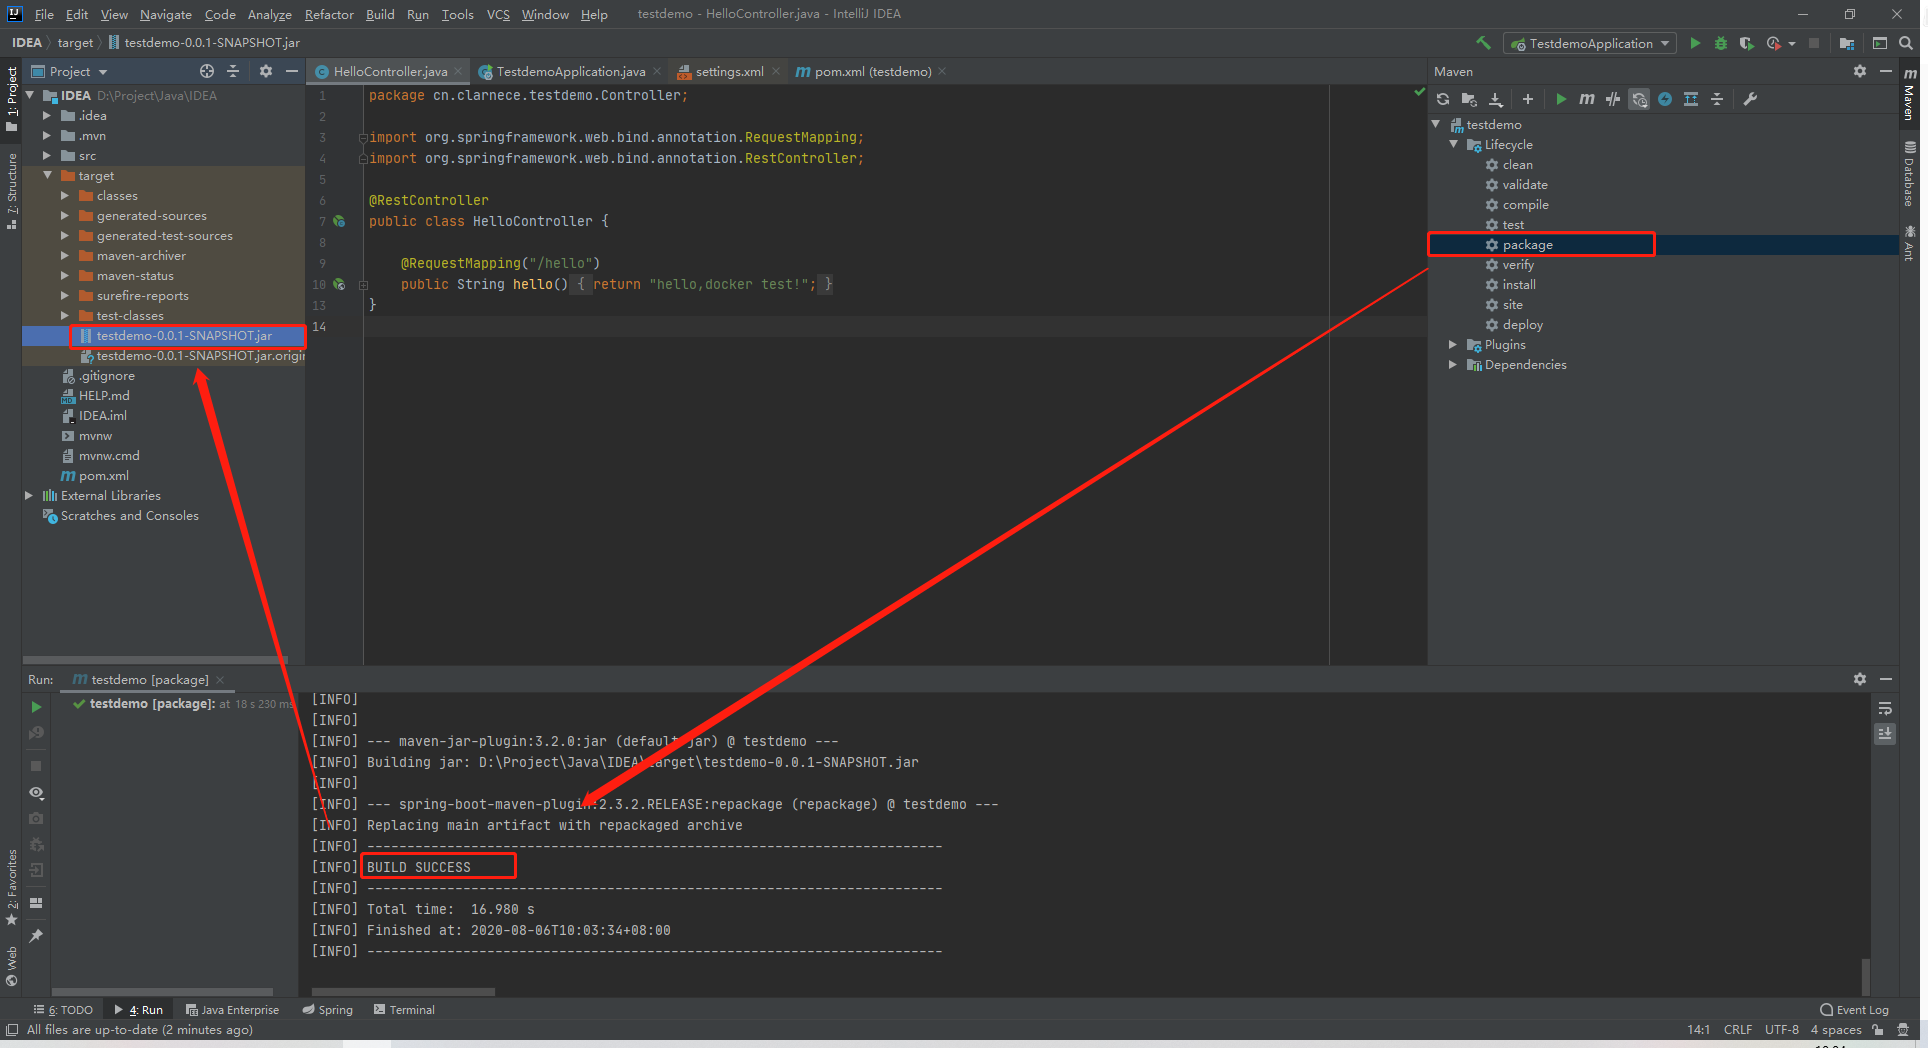 File Edit View Navigate Code Analyze Refactor Build Run Tools VCS Window Help testdemo - HelloController.java - IntelliJ IDEA
IDEA target testdemo-0.0.1-SNAPSHOT.jar TestdemoApplication
Project HelloController.java TestdemoApplication.java settings.xml pom.xml (testdemo) Maven
1: Project
7: Structure
2: Favorites
Web
IDEA D:\Project\Java\IDEA
.idea
.mvn
src
target
classes
generated-sources
generated-test-sources
maven-archiver
maven-status
surefire-reports
test-classes
testdemo-0.0.1-SNAPSHOT.jar
testdemo-0.0.1-SNAPSHOT.jar.origin
.gitignore
HELP.md
IDEA.iml
mvnw
mvnw.cmd
pom.xml
External Libraries
Scratches and Consoles
1 package cn.clarnece.testdemo.Controller;
2
3 import org.springframework.web.bind.annotation.RequestMapping;
4 import org.springframework.web.bind.annotation.RestController;
5
6 @RestController
7 public class HelloController {
8
9 @RequestMapping("/hello")
10 public String hello() { return "hello,docker test!"; }
13 }
14
testdemo
Lifecycle
clean
validate
compile
test
package
verify
install
site
deploy
Plugins
Dependencies
Maven
Database
Ant
Run: testdemo [package]
testdemo [package]: at 18 s 230 ms
[INFO]
[INFO]
[INFO] --- maven-jar-plugin:3.2.0:jar (default-jar) @ testdemo ---
[INFO] Building jar: D:\Project\Java\IDEA\target\testdemo-0.0.1-SNAPSHOT.jar
[INFO]
[INFO] --- spring-boot-maven-plugin:2.3.2.RELEASE:repackage (repackage) @ testdemo ---
[INFO] Replacing main artifact with repackaged archive
[INFO] ------------------------------------------------------------------------
[INFO] BUILD SUCCESS
[INFO] ------------------------------------------------------------------------
[INFO] Total time:  16.980 s
[INFO] Finished at: 2020-08-06T10:03:34+08:00
[INFO] ------------------------------------------------------------------------
6: TODO 4: Run Java Enterprise Spring Terminal Event Log
All files are up-to-date (2 minutes ago) 14:1 CRLF UTF-8 4 spaces